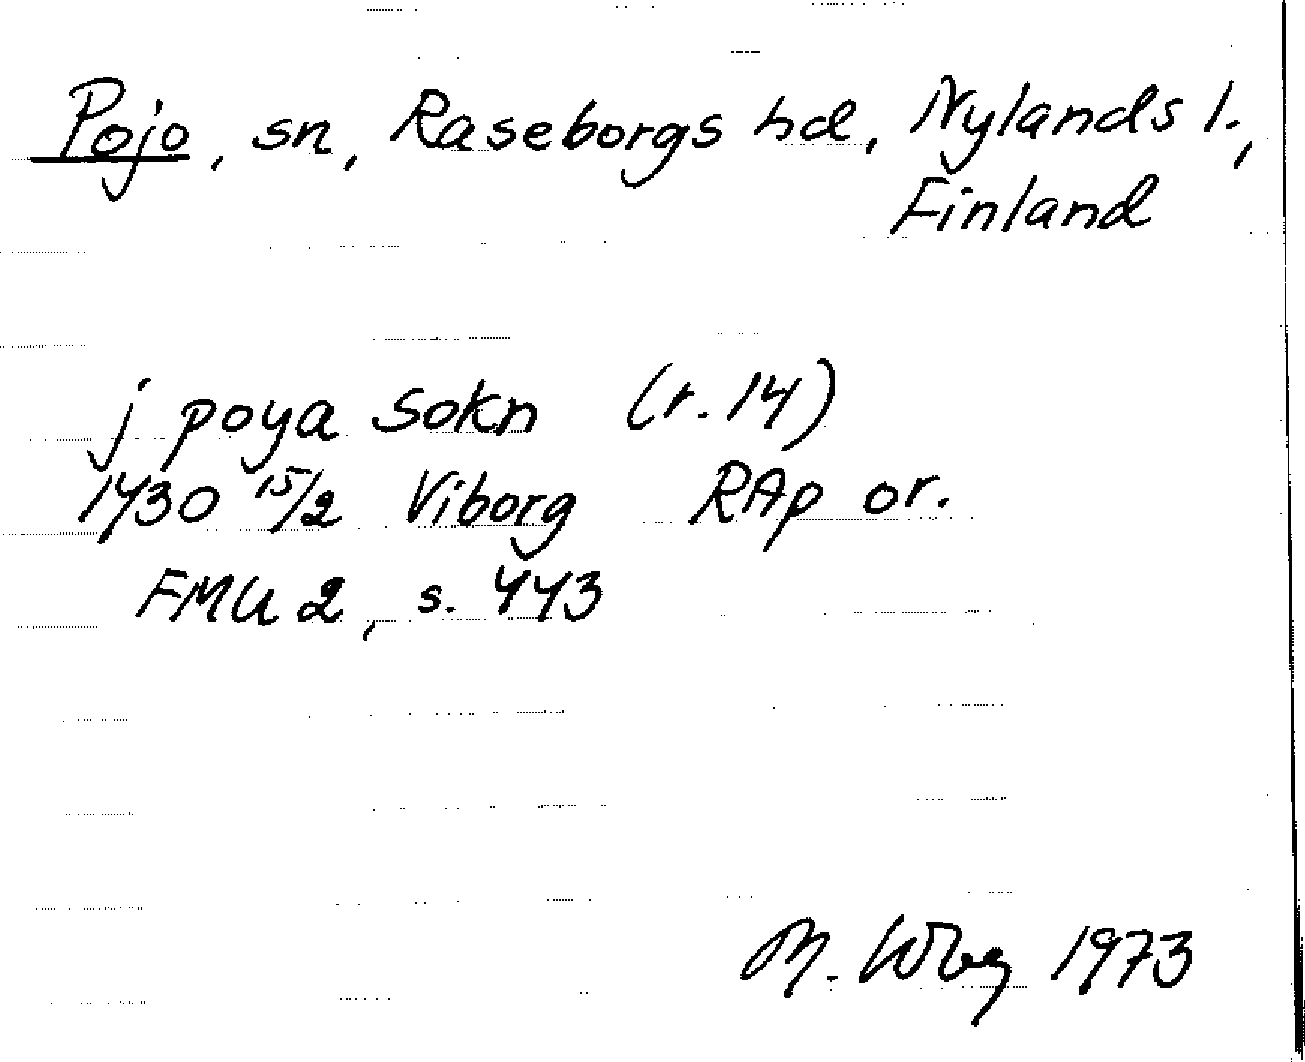 Pojo, sn, Raseborgs hd, Nylands l.,
Finland
j poya sokn (r. 14)
1430 15/2 Viborg RAp or.
FMU 2, s. 443
M. 1973